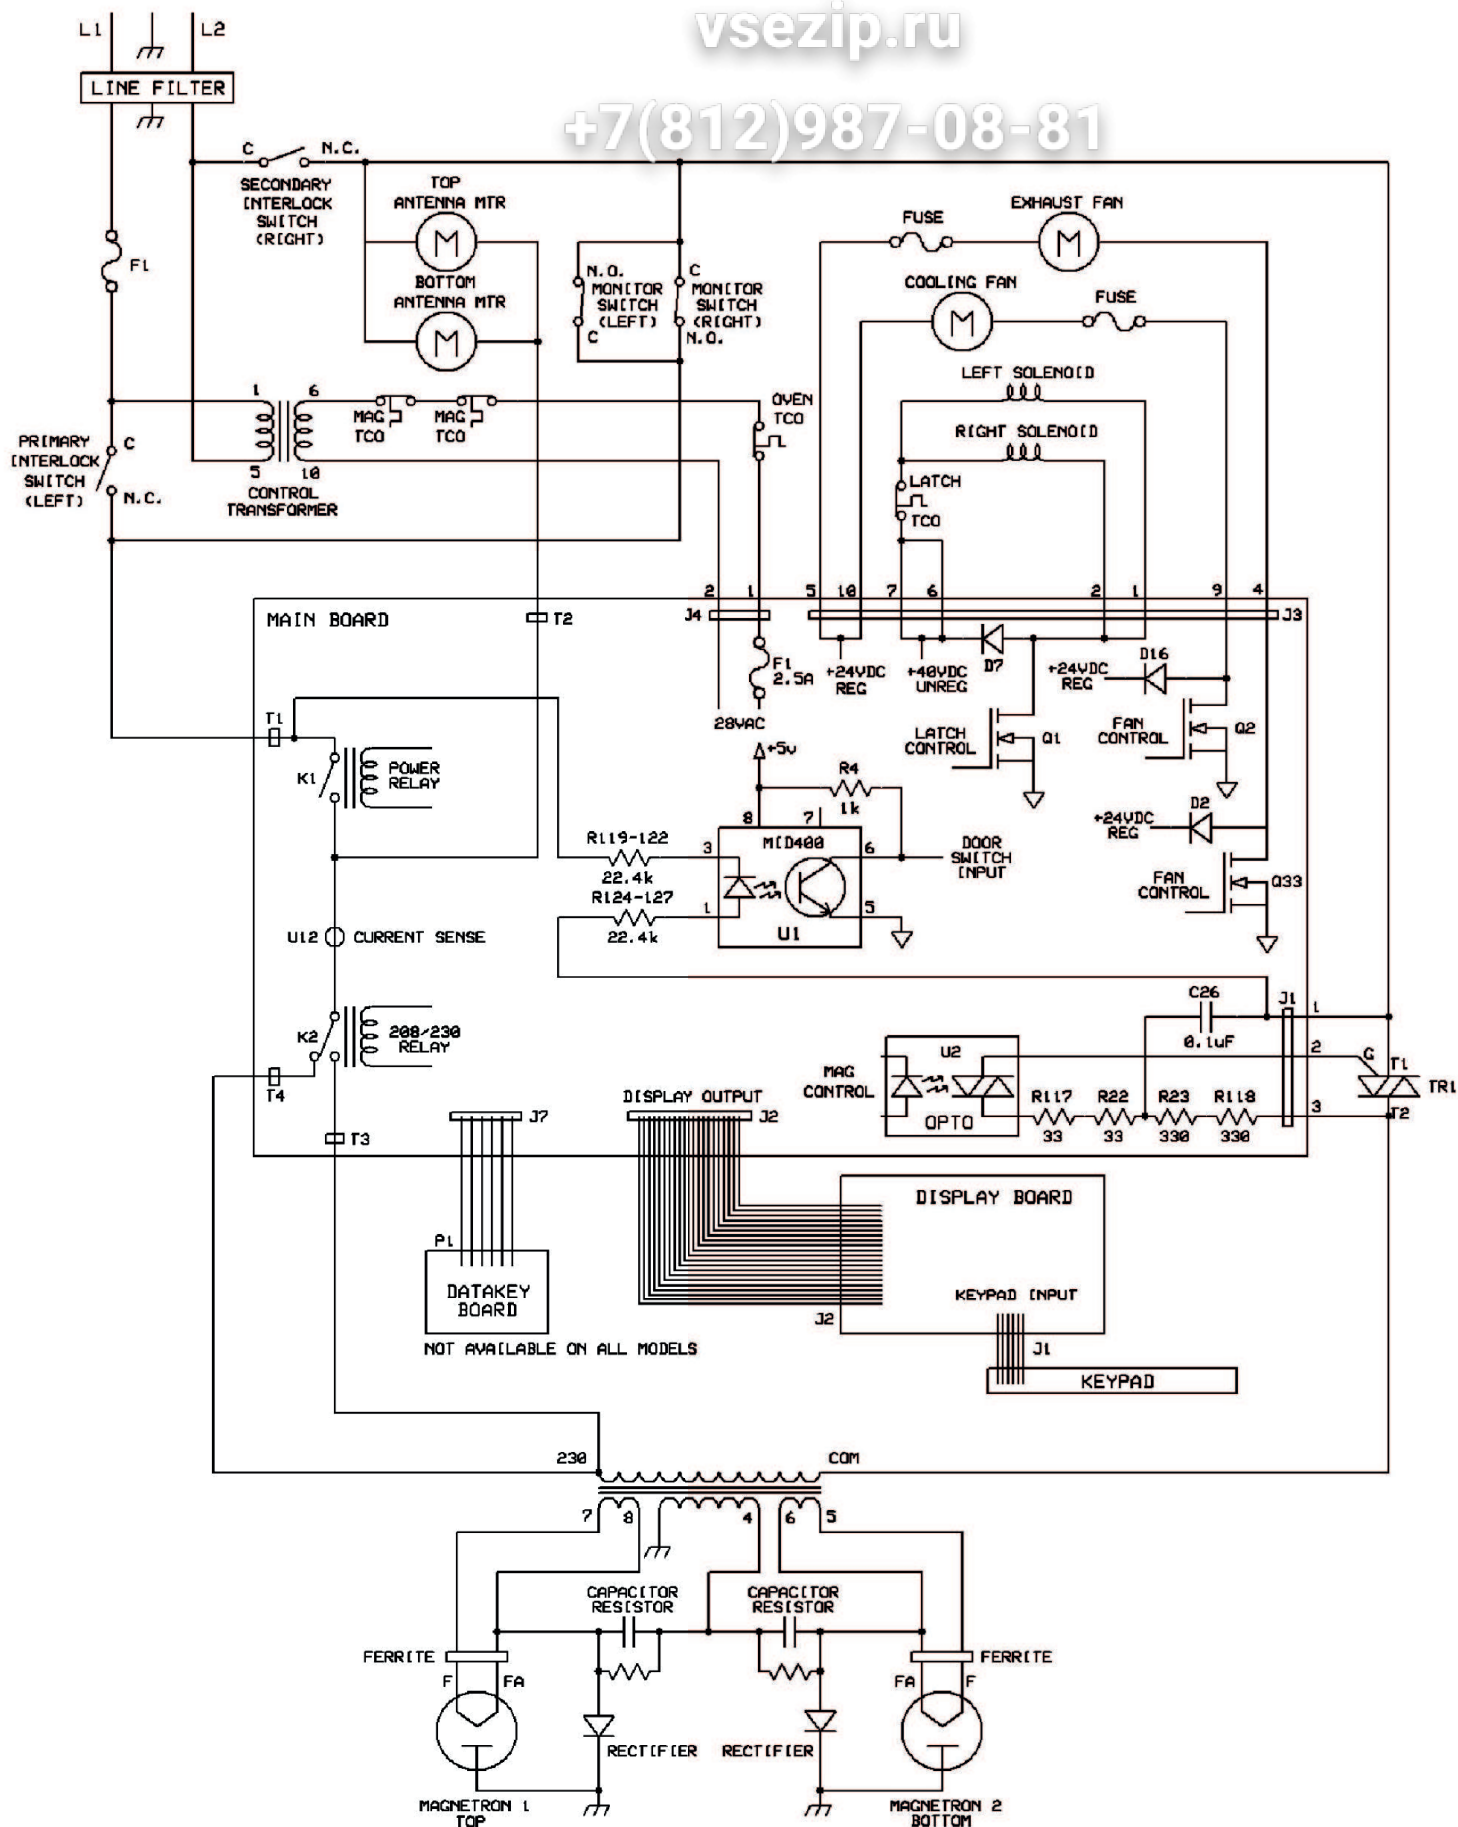 vsezip.ru
+7(812)987-08-81
L1
L2
LINE FILTER
C
N.C.
SECONDARY
INTERLOCK
SWITCH
(RIGHT)
TOP
ANTENNA MTR
M
BOTTOM
ANTENNA MTR
M
F1
N.O.
MONITOR
SWITCH
(LEFT)
C
C
MONITOR
SWITCH
(RIGHT)
N.O.
FUSE
EXHAUST FAN
M
COOLING FAN
M
FUSE
LEFT SOLENOID
RIGHT SOLENOID
LATCH
TCO
1
6
5
10
CONTROL
TRANSFORMER
MAG
TCO
MAG
TCO
OVEN
TCO
PRIMARY
INTERLOCK
SWITCH
(LEFT)
C
N.C.
MAIN BOARD
T2
J4
2
1
5
10
7
6
2
1
9
4
J3
F1
2.5A
28VAC
+24VDC
REG
+40VDC
UNREG
D7
+24VDC
REG
D16
LATCH
CONTROL
Q1
FAN
CONTROL
Q2
+24VDC
REG
D2
FAN
CONTROL
Q33
T1
K1
POWER
RELAY
+5v
R4
1k
8
7
MID400
3
1
6
5
U1
DOOR
SWITCH
INPUT
R119-122
22.4k
R124-127
22.4k
U12
CURRENT SENSE
K2
208/230
RELAY
T4
T3
C26
0.1uF
J1
1
2
3
MAG
CONTROL
U2
OPTO
R117
33
R22
33
R23
330
R118
330
G
T1
T2
TR1
J7
DISPLAY OUTPUT
J2
P1
DATAKEY
BOARD
NOT AVAILABLE ON ALL MODELS
DISPLAY BOARD
KEYPAD INPUT
J2
J1
KEYPAD
230
COM
7
8
4
6
5
CAPACITOR
RESISTOR
CAPACITOR
RESISTOR
FERRITE
F
FA
FERRITE
FA
F
RECTIFIER
RECTIFIER
MAGNETRON 1
TOP
MAGNETRON 2
BOTTOM